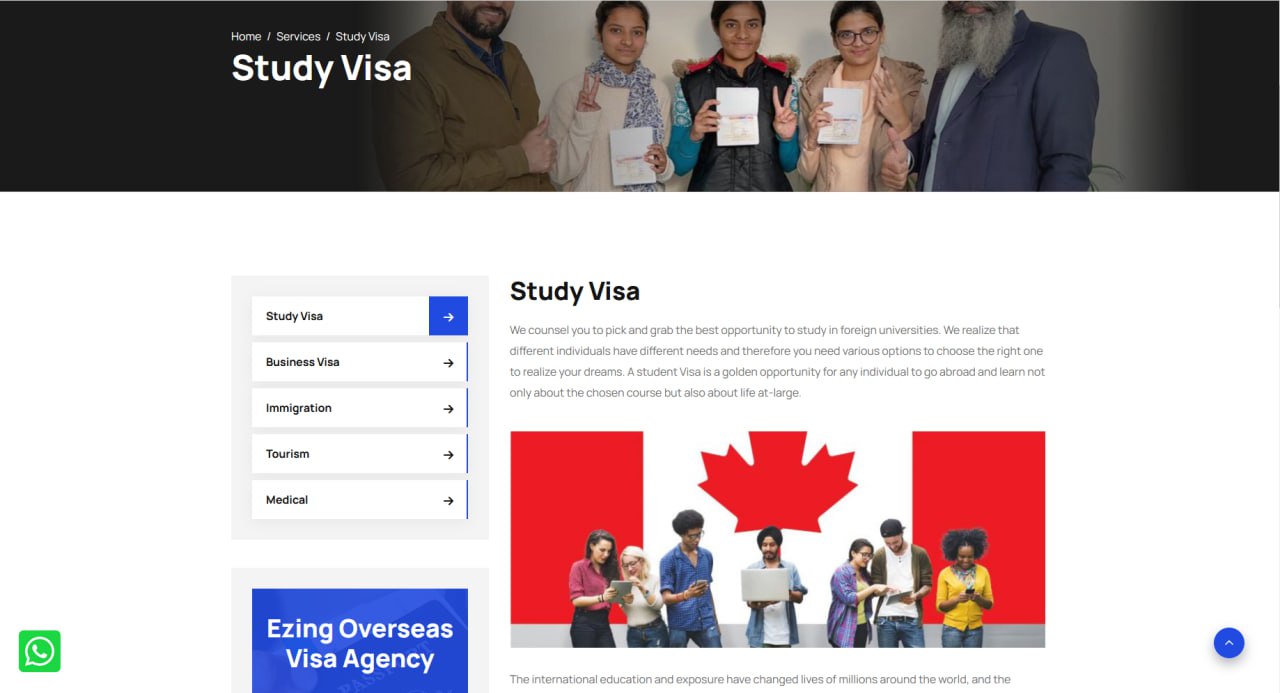 Home / Services / Study Visa
Study Visa
Study Visa
Business Visa
Immigration
Tourism
Medical
Ezing Overseas
Visa Agency
PASSPORT
Study Visa
We counsel you to pick and grab the best opportunity to study in foreign universities. We realize that
different individuals have different needs and therefore you need various options to choose the right one
to realize your dreams. A student Visa is a golden opportunity for any individual to go abroad and learn not
only about the chosen course but also about life at-large.
The international education and exposure have changed lives of millions around the world, and the